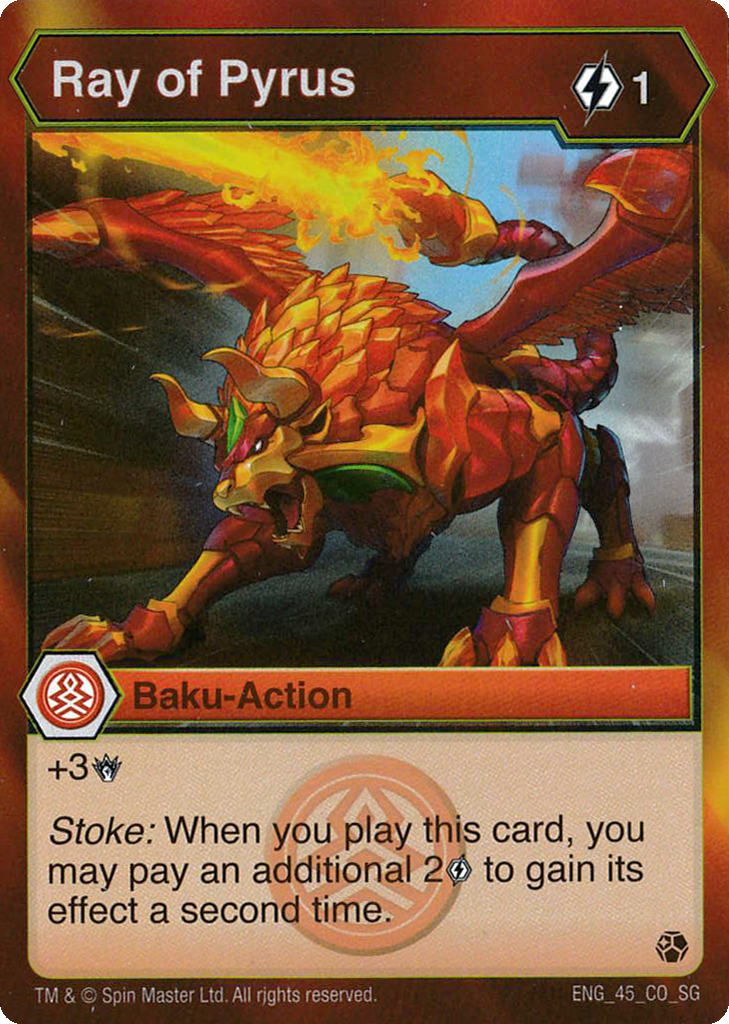 Ray of Pyrus
1
Baku-Action
+3
Stoke: When you play this card, you
may pay an additional 2 to gain its
effect a second time.
TM & © Spin Master Ltd. All rights reserved.
ENG_45_CO_SG